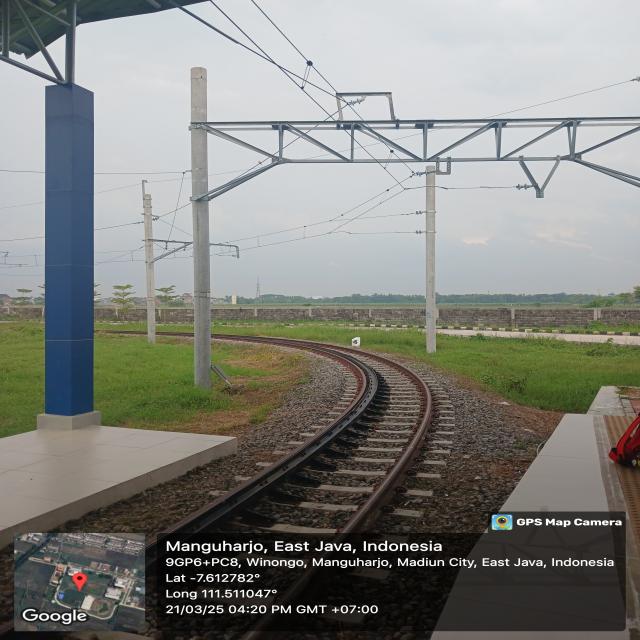 GPS Map Camera
Manguharjo, East Java, Indonesia
9GP6+PC8, Winongo, Manguharjo, Madiun City, East Java, Indonesia
Lat -7.612782°
Long 111.511047°
21/03/25 04:20 PM GMT +07:00
Google